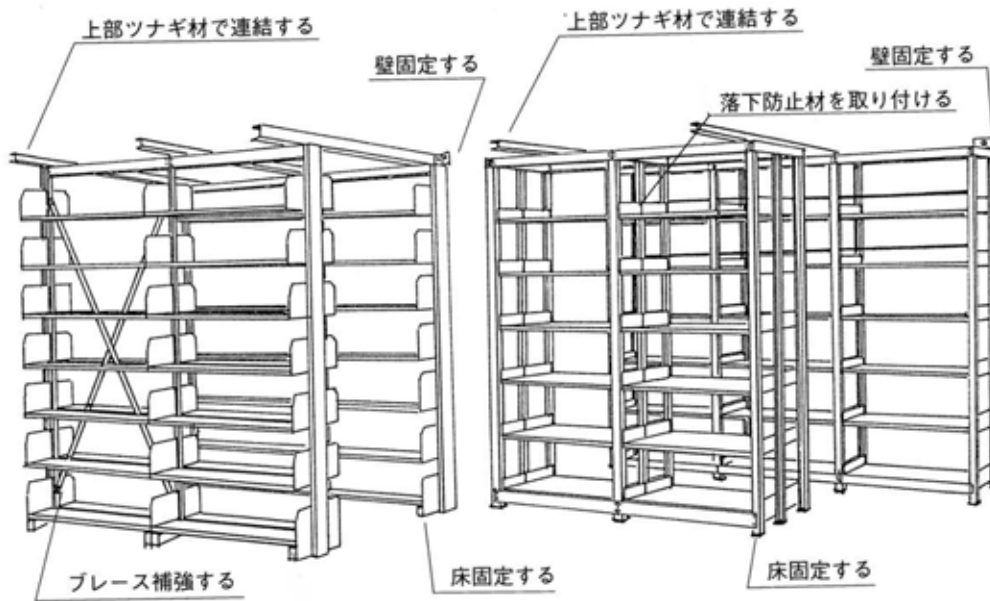 上部ツナギ材で連結する
壁固定する
ブレース補強する
床固定する
上部ツナギ材で連結する
壁固定する
落下防止材を取り付ける
床固定する